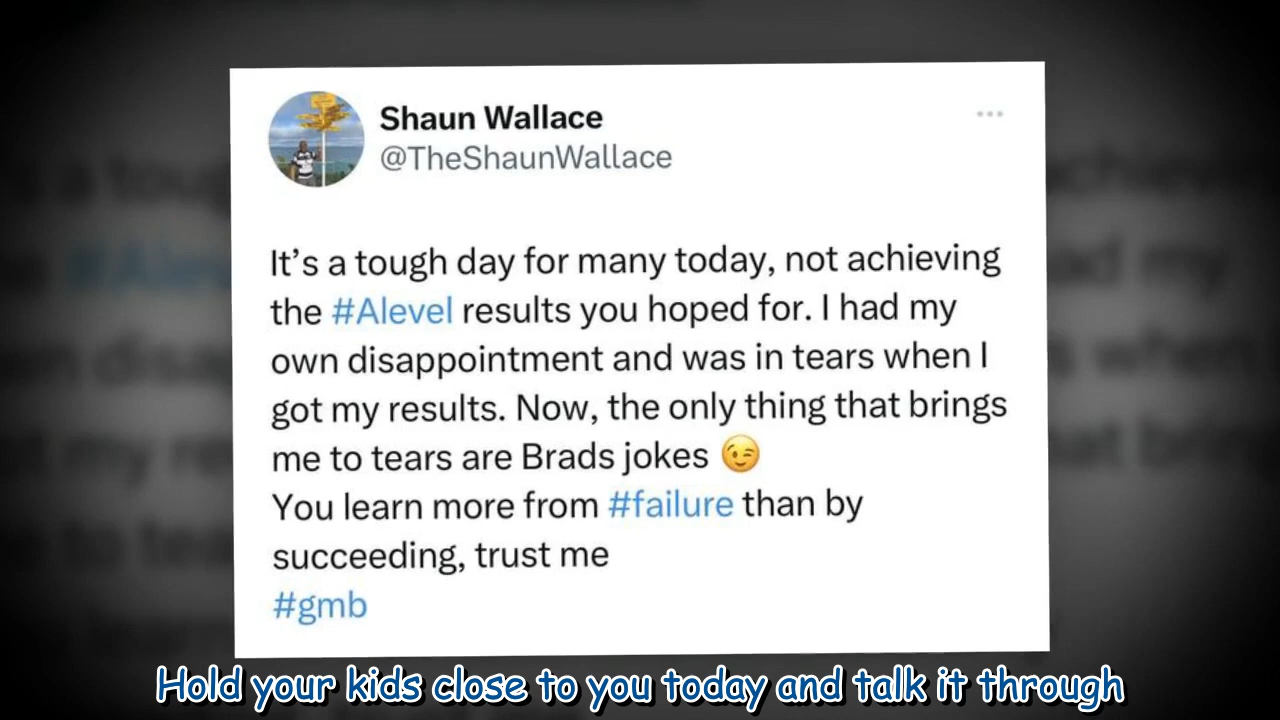 Shaun Wallace
@TheShaunWallace
It's a tough day for many today, not achieving
the #Alevel results you hoped for. I had my
own disappointment and was in tears when I
got my results. Now, the only thing that brings
me to tears are Brads jokes 😉
You learn more from #failure than by
succeeding, trust me
#gmb
Hold your kids close to you today and talk it through